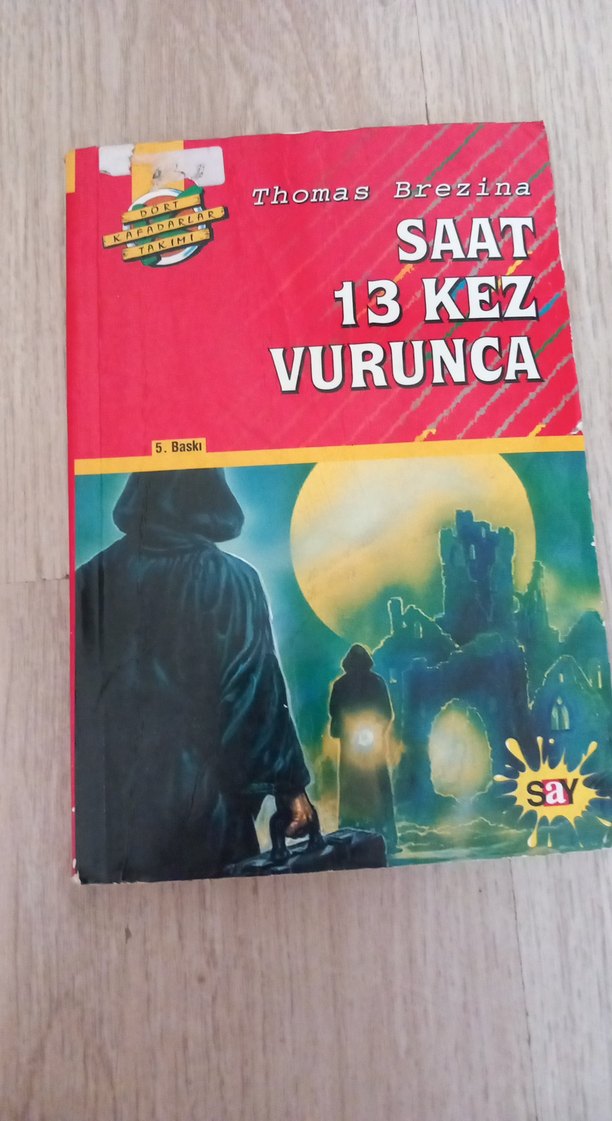 DÖRT
KAFADARLAR
TAKIMI
Thomas Brezina
SAAT
13 KEZ
VURUNCA
5. Baskı
SaY